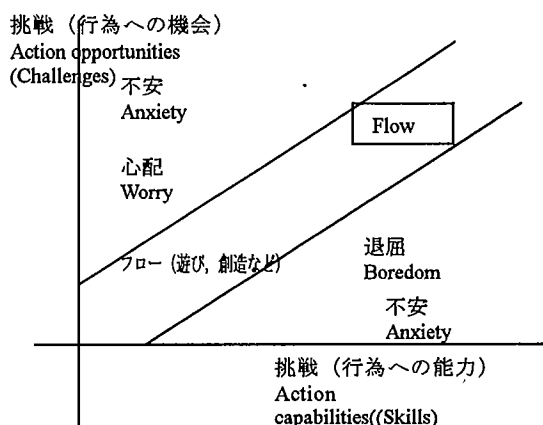 挑戦（行為への機会）
Action opportunities
(Challenges)
不安
Anxiety
Flow
心配
Worry
フロー（遊び，創造など）
退屈
Boredom
不安
Anxiety
挑戦（行為への能力）
Action
capabilities((Skills)